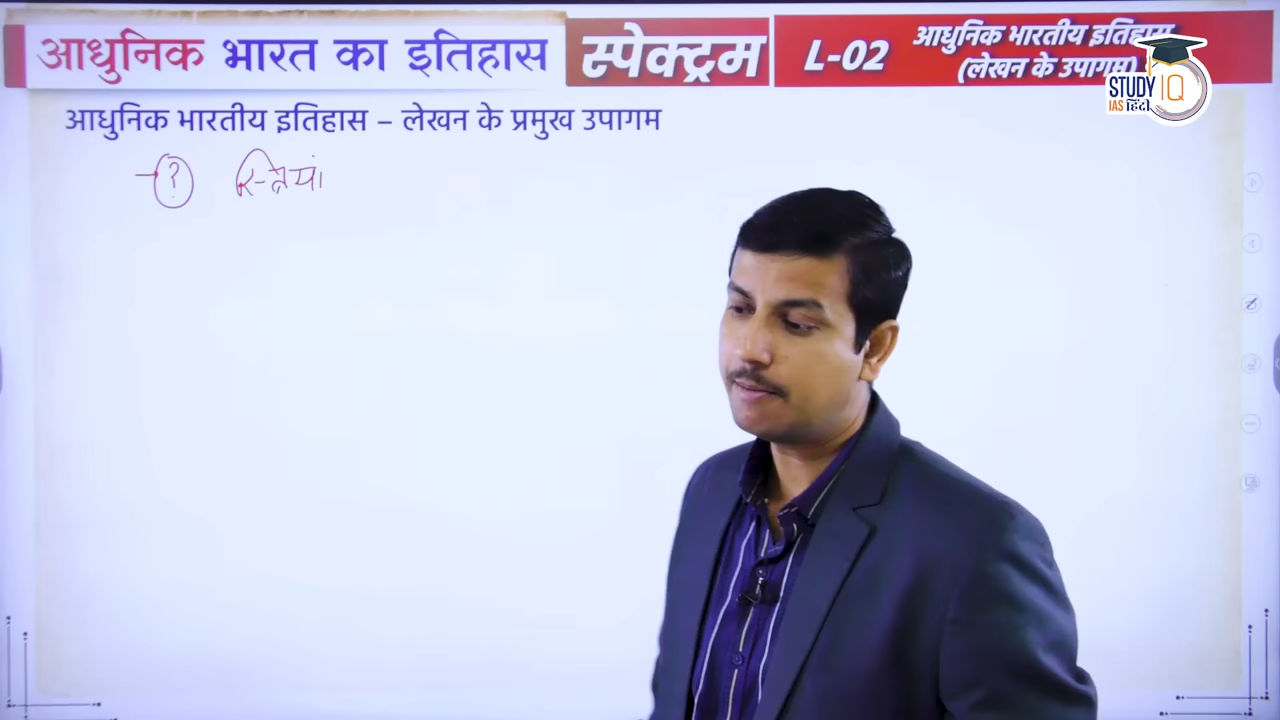 आधुनिक भारत का इतिहास स्पेक्ट्रम L-02 आधुनिक भारतीय इतिहास
(लेखन के उपागम)
STUDY IQ
IAS हिंदी
आधुनिक भारतीय इतिहास – लेखन के प्रमुख उपागम
→ ? स्त्रियां